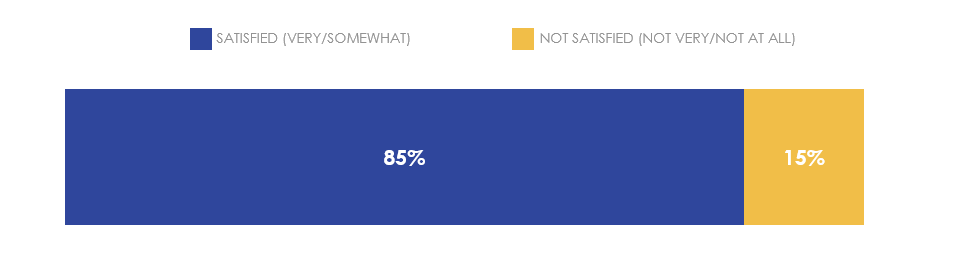 SATISFIED (VERY/SOMEWHAT) NOT SATISFIED (NOT VERY/NOT AT ALL)
85% 15%